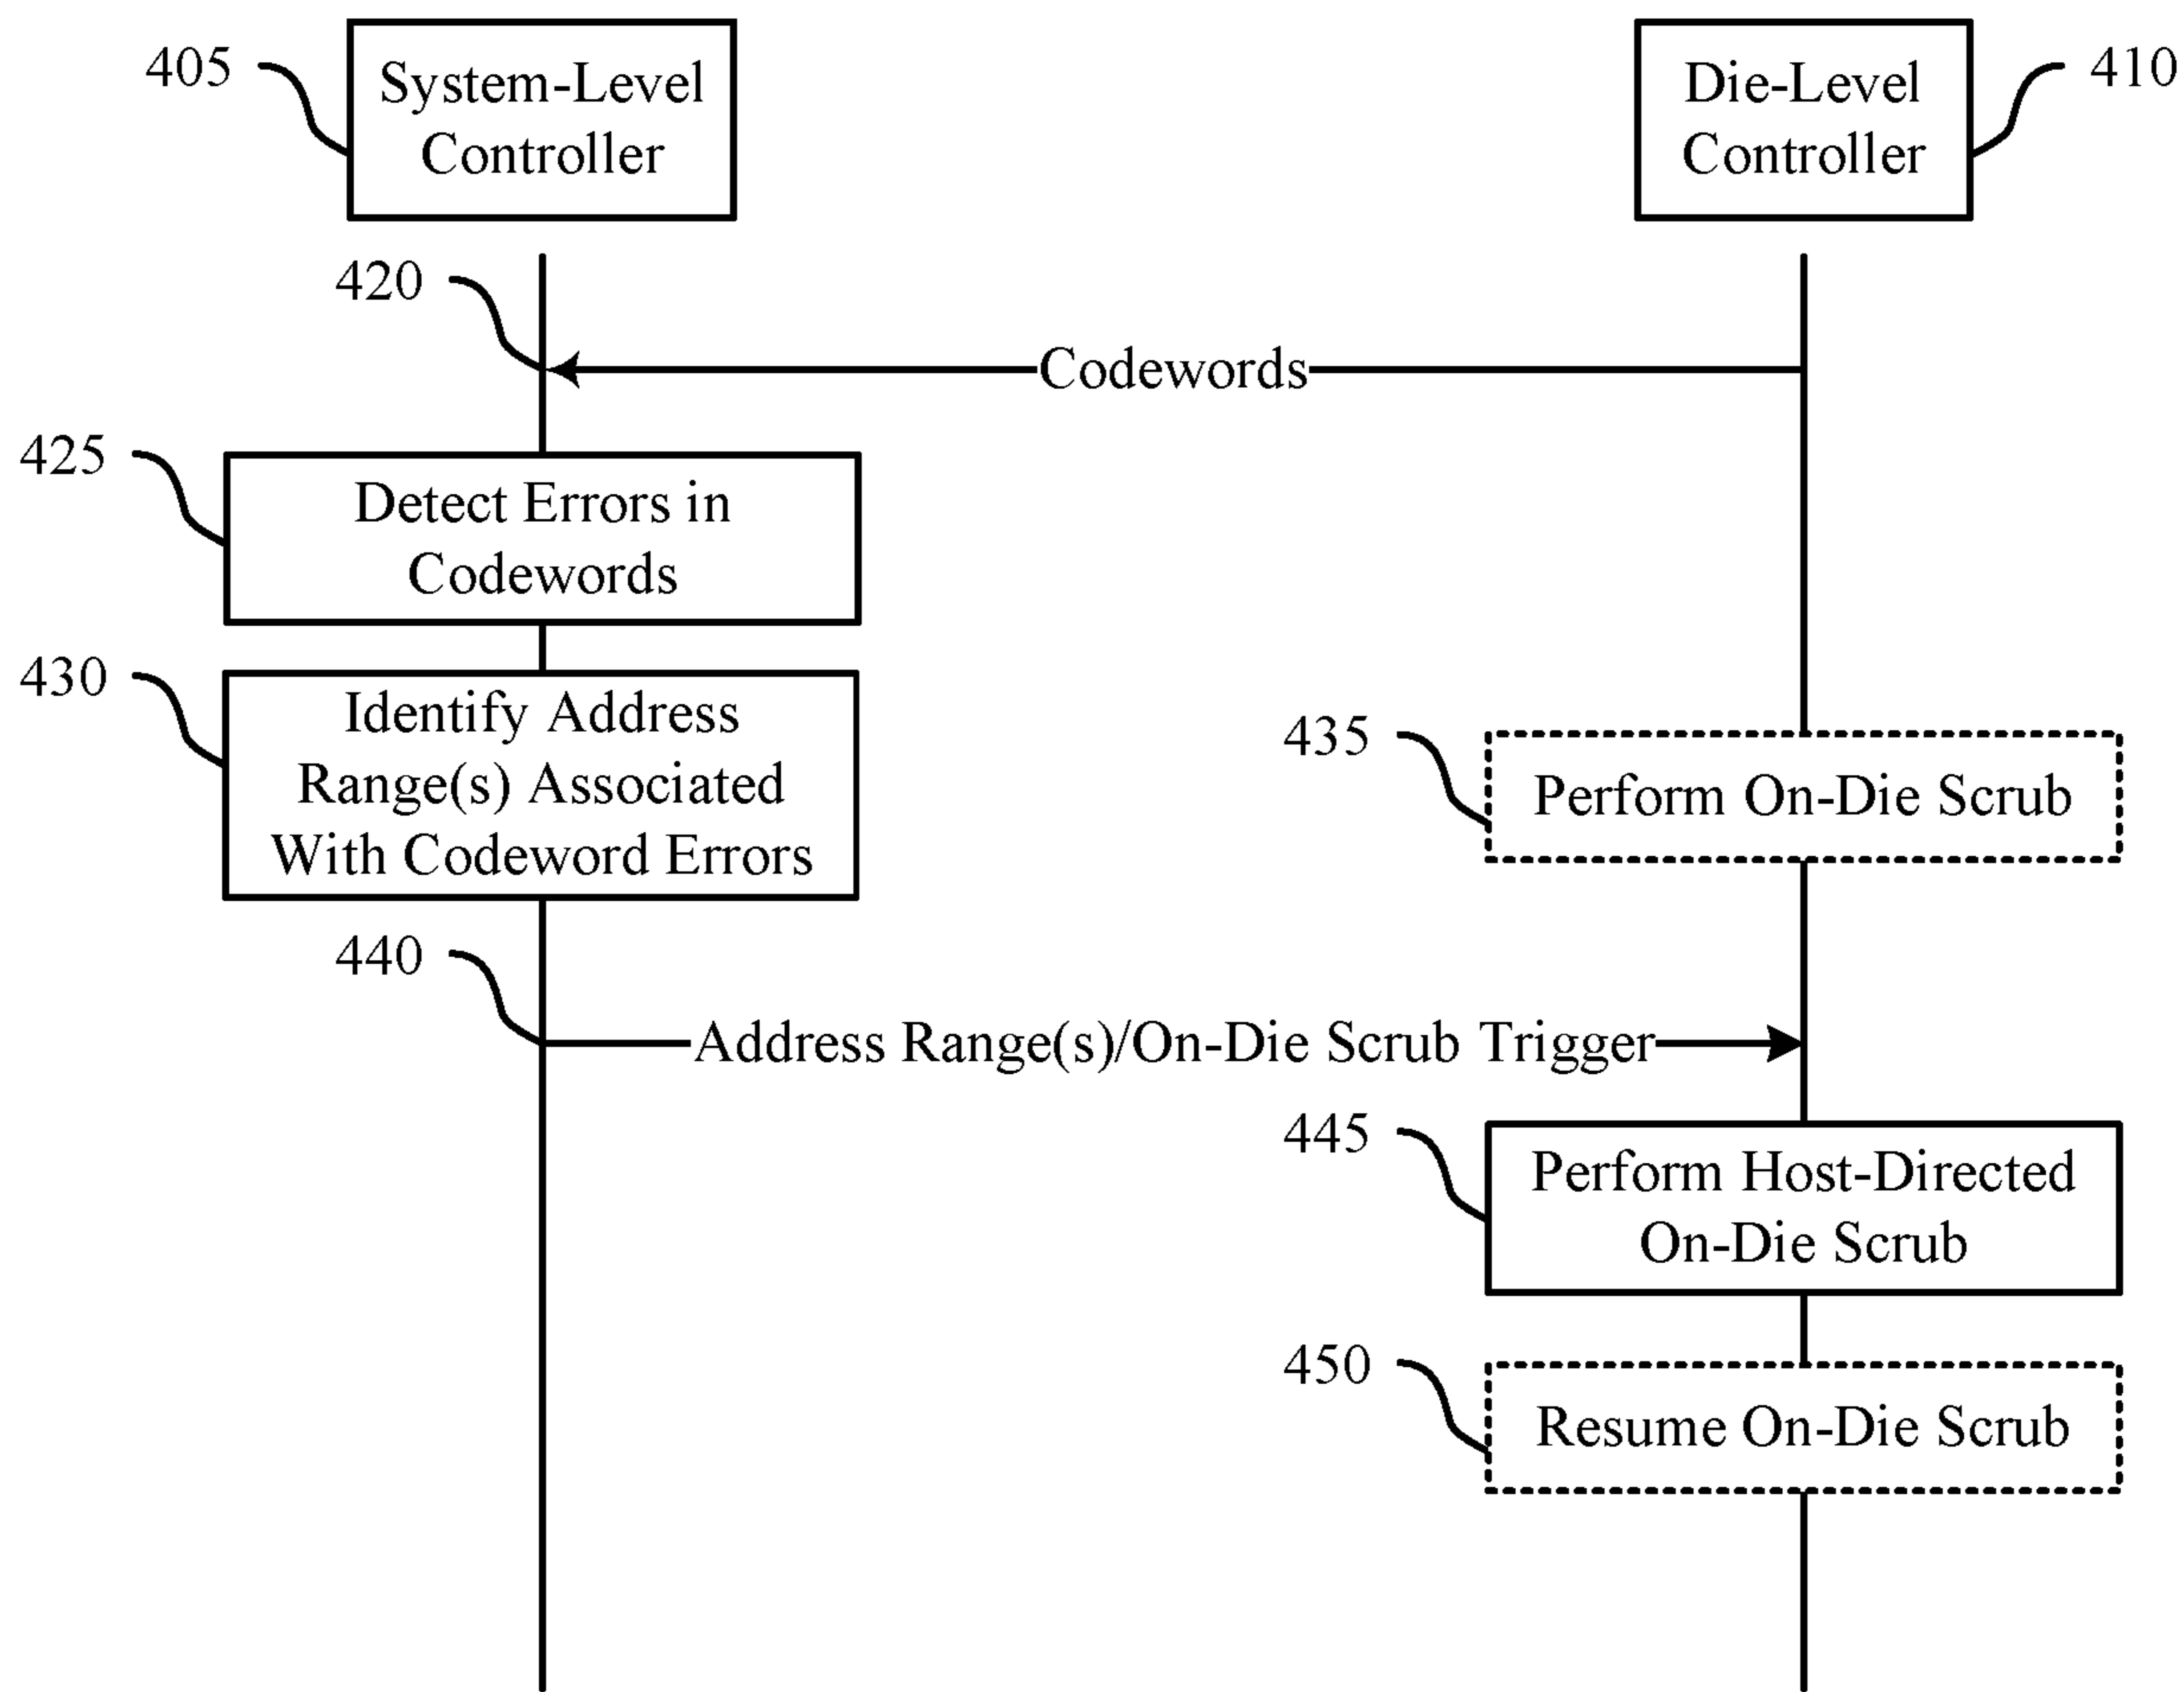 405
System-Level
Controller
Die-Level
Controller
410
420
Codewords
425
Detect Errors in
Codewords
430
Identify Address
Range(s) Associated
With Codeword Errors
435
Perform On-Die Scrub
440
Address Range(s)/On-Die Scrub Trigger
445
Perform Host-Directed
On-Die Scrub
450
Resume On-Die Scrub